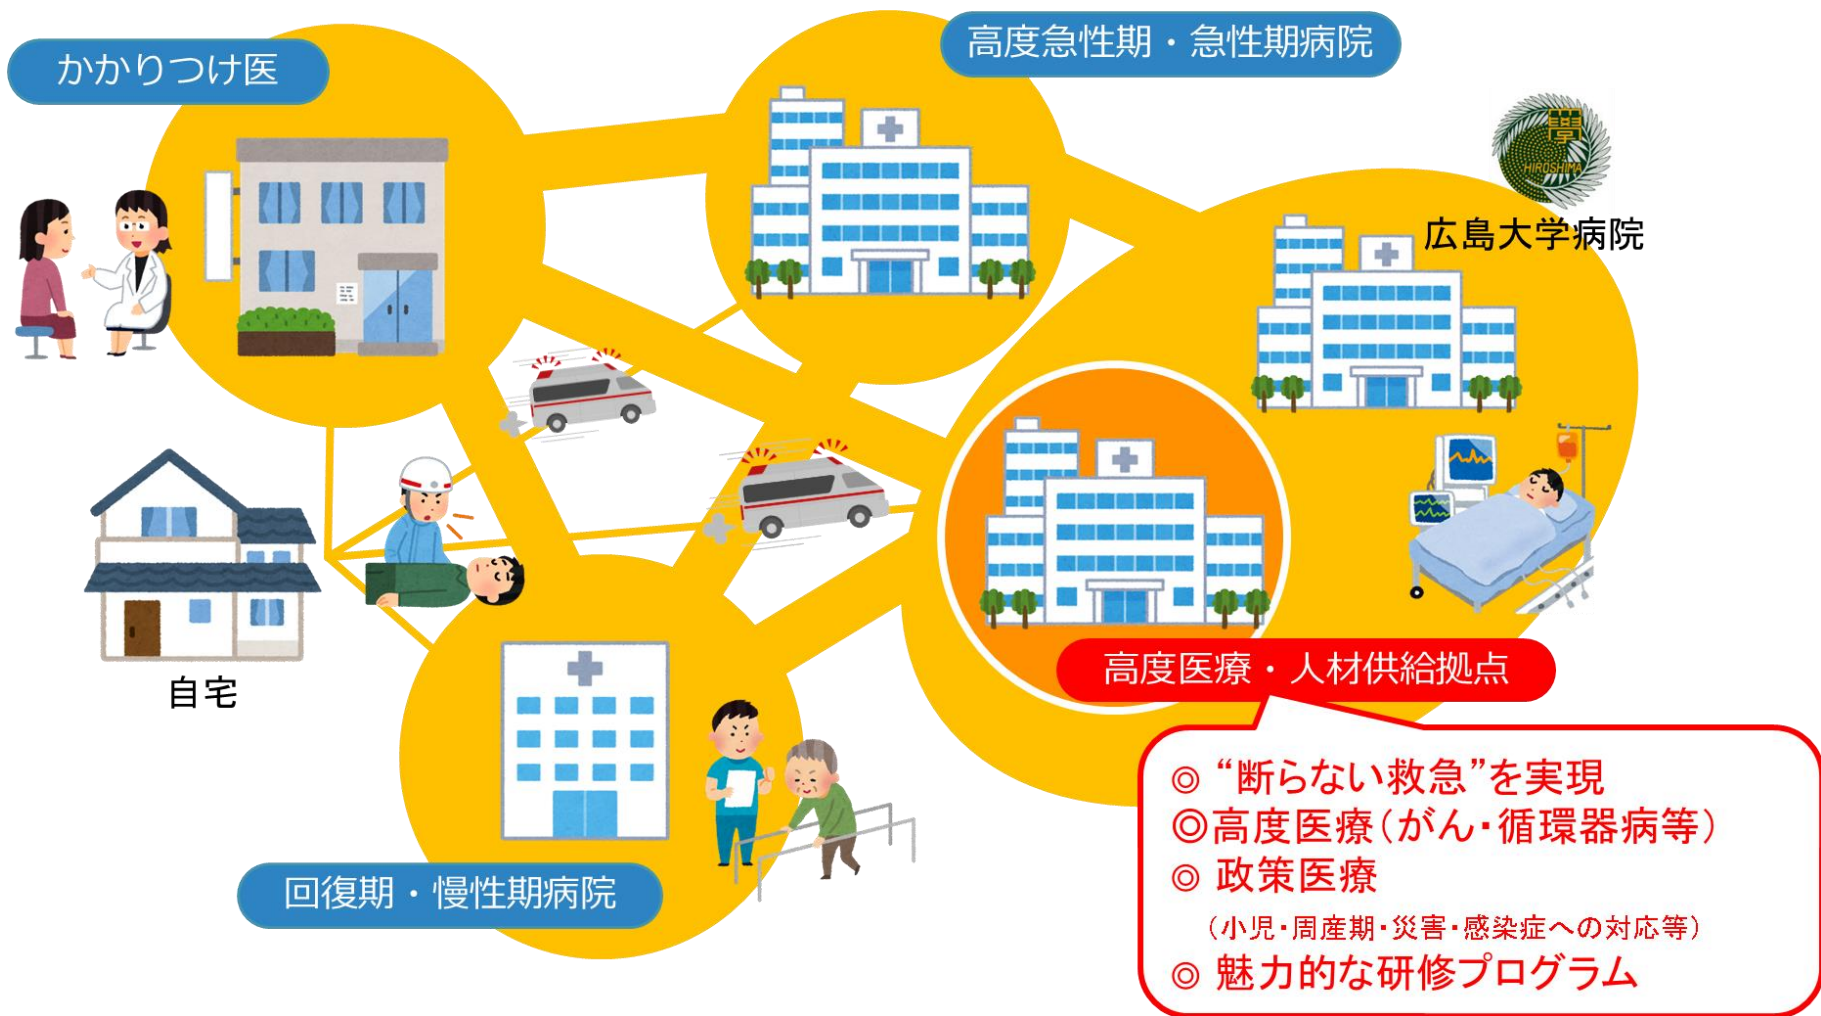 かかりつけ医
高度急性期・急性期病院
學
HIROSHIMA
広島大学病院
自宅
高度医療・人材供給拠点
◎ “断らない救急”を実現
◎高度医療（がん・循環器病等）
◎ 政策医療
（小児・周産期・災害・感染症への対応等）
◎ 魅力的な研修プログラム
回復期・慢性期病院